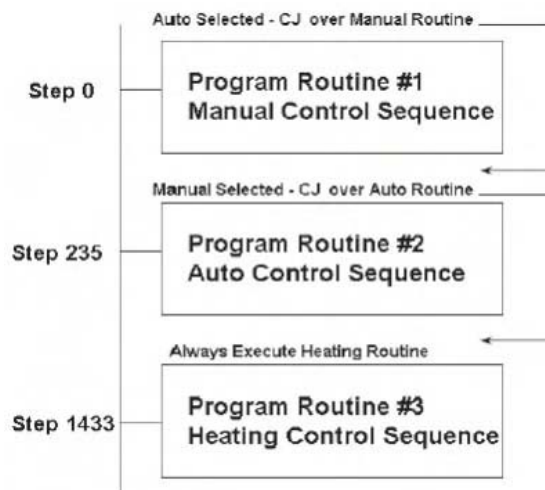 Auto Selected - CJ over Manual Routine
Step 0
Program Routine #1
Manual Control Sequence
Manual Selected - CJ over Auto Routine
Step 235
Program Routine #2
Auto Control Sequence
Always Execute Heating Routine
Step 1433
Program Routine #3
Heating Control Sequence